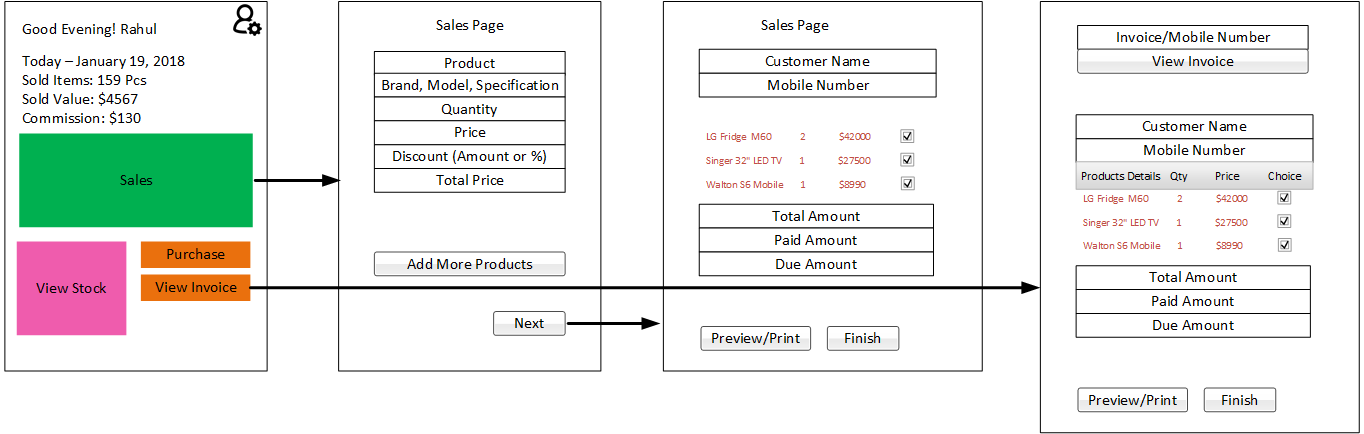 Good Evening! Rahul
Today – January 19, 2018
Sold Items: 159 Pcs
Sold Value: $4567
Commission: $130
Sales
View Stock
Purchase
View Invoice
Sales Page
Product
Brand, Model, Specification
Quantity
Price
Discount (Amount or %)
Total Price
Add More Products
Next
Sales Page
Customer Name
Mobile Number
LG Fridge M60 2 $42000
Singer 32" LED TV 1 $27500
Walton S6 Mobile 1 $8990
Total Amount
Paid Amount
Due Amount
Preview/Print Finish
Invoice/Mobile Number
View Invoice
Customer Name
Mobile Number
Products Details Qty Price Choice
LG Fridge M60 2 $42000
Singer 32" LED TV 1 $27500
Walton S6 Mobile 1 $8990
Total Amount
Paid Amount
Due Amount
Preview/Print Finish